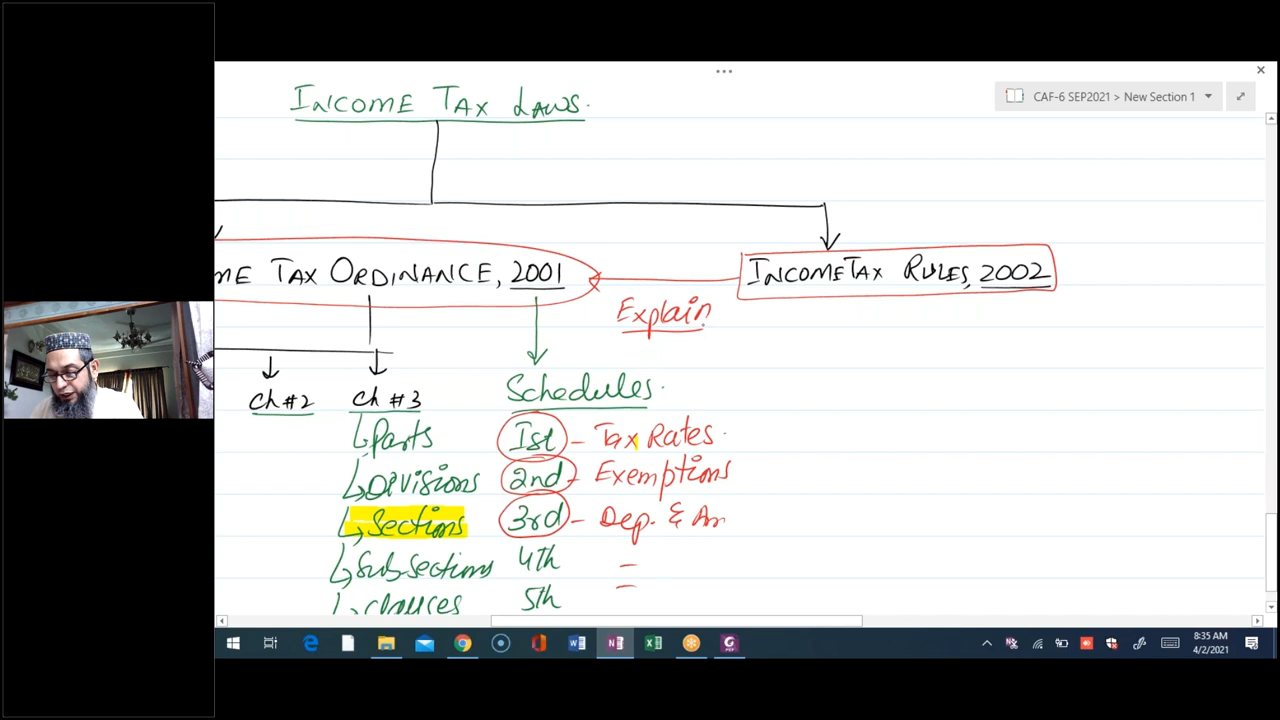 INCOME TAX LAWS.
CAF-6 SEP2021 > New Section 1
ME TAX ORDINANCE, 2001
INCOME TAX RULES, 2002
Explain
Ch #2
Ch #3
Schedules.
Parts
Ist - Tax Rates.
Divisions
2nd - Exemptions
Sections
3rd - Dep. & Am
Subsections
4th =
clauses
5th
8:35 AM
4/2/2021